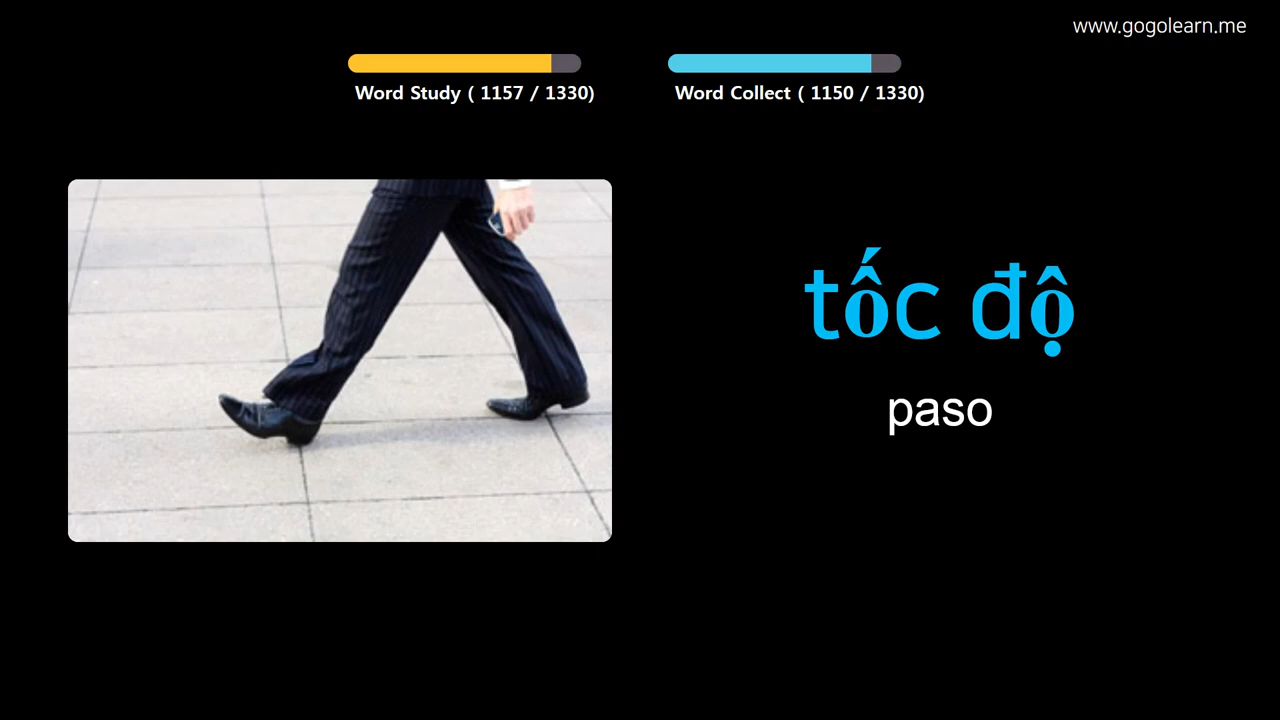 www.gogolearn.me
Word Study ( 1157 / 1330)
Word Collect ( 1150 / 1330)
tốc độ
paso